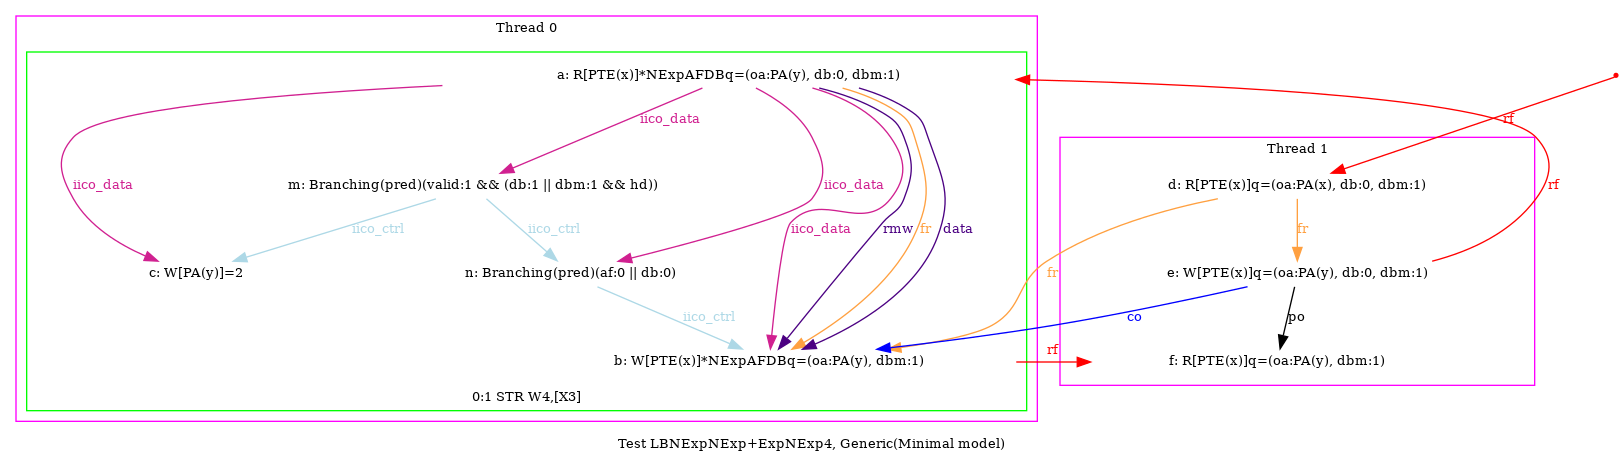 Thread 0
a: R[PTE(x)]*NExpAFDBq=(oa:PA(y), db:0, dbm:1)
iico_data
rf
Thread 1
iico_data
m: Branching(pred)(valid:1 && (db:1 || dbm:1 && hd))
iico_data
d: R[PTE(x)]q=(oa:PA(x), db:0, dbm:1)
rf
iico_ctrl
iico_ctrl
iico_data
rmw
fr
data
fr
c: W[PA(y)]=2
n: Branching(pred)(af:0 || db:0)
fr
e: W[PTE(x)]q=(oa:PA(y), db:0, dbm:1)
iico_ctrl
co
po
rf
b: W[PTE(x)]*NExpAFDBq=(oa:PA(y), dbm:1)
f: R[PTE(x)]q=(oa:PA(y), dbm:1)
0:1 STR W4,[X3]
Test LBNExpNExp+ExpNExp4, Generic(Minimal model)